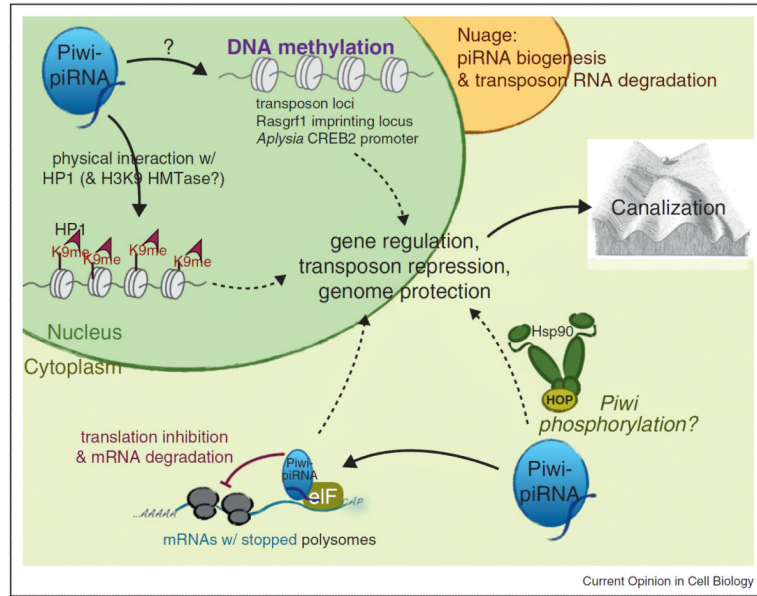 Piwi-
piRNA
?
DNA methylation
transposon loci
Rasgrf1 imprinting locus
Aplysia CREB2 promoter
Nuage:
piRNA biogenesis
& transposon RNA degradation
physical interaction w/
HP1 (& H3K9 HMTase?)
HP1
K9me
K9me
K9me
K9me
gene regulation,
transposon repression,
genome protection
Canalization
Nucleus
Cytoplasm
Hsp90
HOP
Piwi
phosphorylation?
translation inhibition
& mRNA degradation
Piwi-
piRNA
eIF
CAP
...AAAAA
mRNAs w/ stopped polysomes
Piwi-
piRNA
Current Opinion in Cell Biology